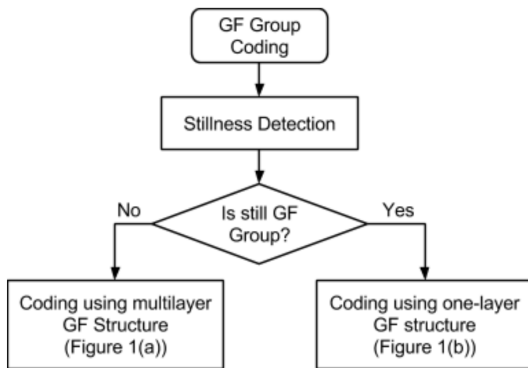 GF Group
Coding
Stillness Detection
Is still GF
Group?
No
Yes
Coding using multilayer
GF Structure
(Figure 1(a))
Coding using one-layer
GF structure
(Figure 1(b))